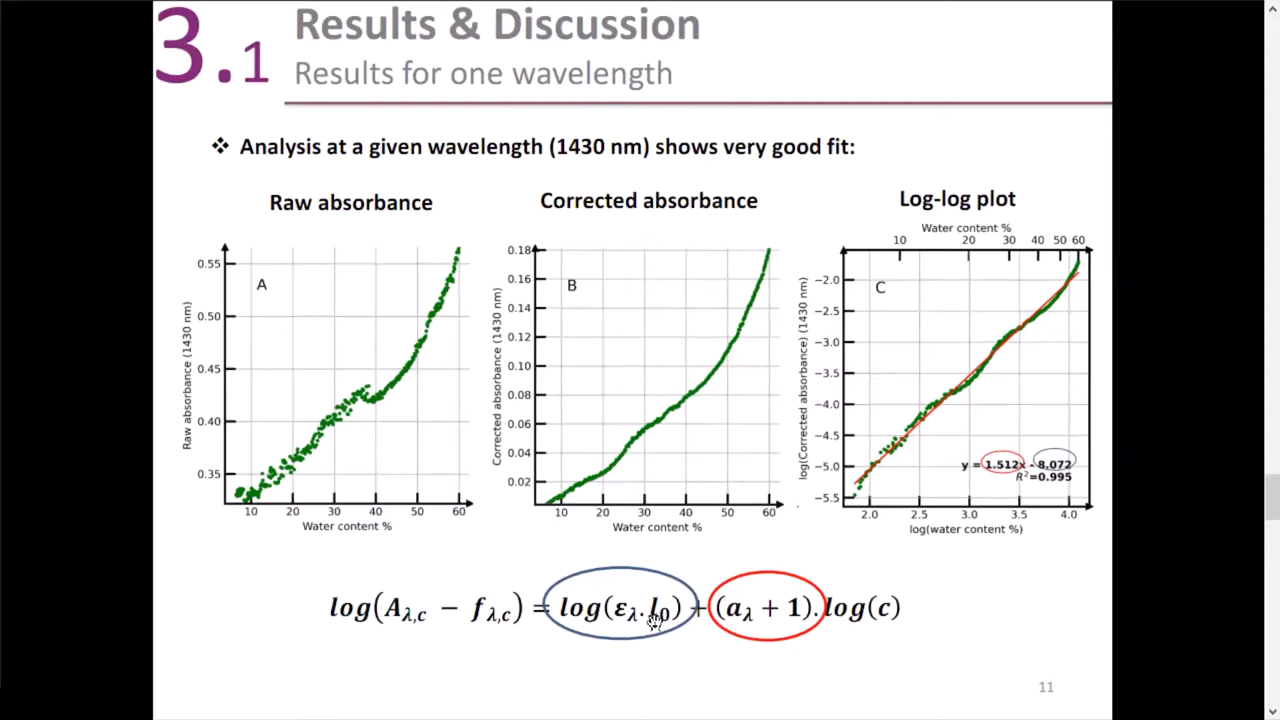 3.1
Results & Discussion
Results for one wavelength
❖ Analysis at a given wavelength (1430 nm) shows very good fit:
Raw absorbance
Corrected absorbance
Log-log plot
A
Raw absorbance (1430 nm)
0.55
0.50
0.45
0.40
0.35
10 20 30 40 50 60
Water content %
B
Corrected absorbance (1430 nm)
0.18
0.16
0.14
0.12
0.10
0.08
0.06
0.04
0.02
10 20 30 40 50 60
Water content %
Water content %
10 20 30 40 50 60
C
log(Corrected absorbance) (1430 nm)
−2.0
−2.5
−3.0
−3.5
−4.0
−4.5
−5.0
−5.5
y = 1.512x - 8.072
R²=0.995
2.0 2.5 3.0 3.5 4.0
log(water content %)
log(Aλ,c − fλ,c) = log(ελ.l0) + (aλ + 1).log(c)
11